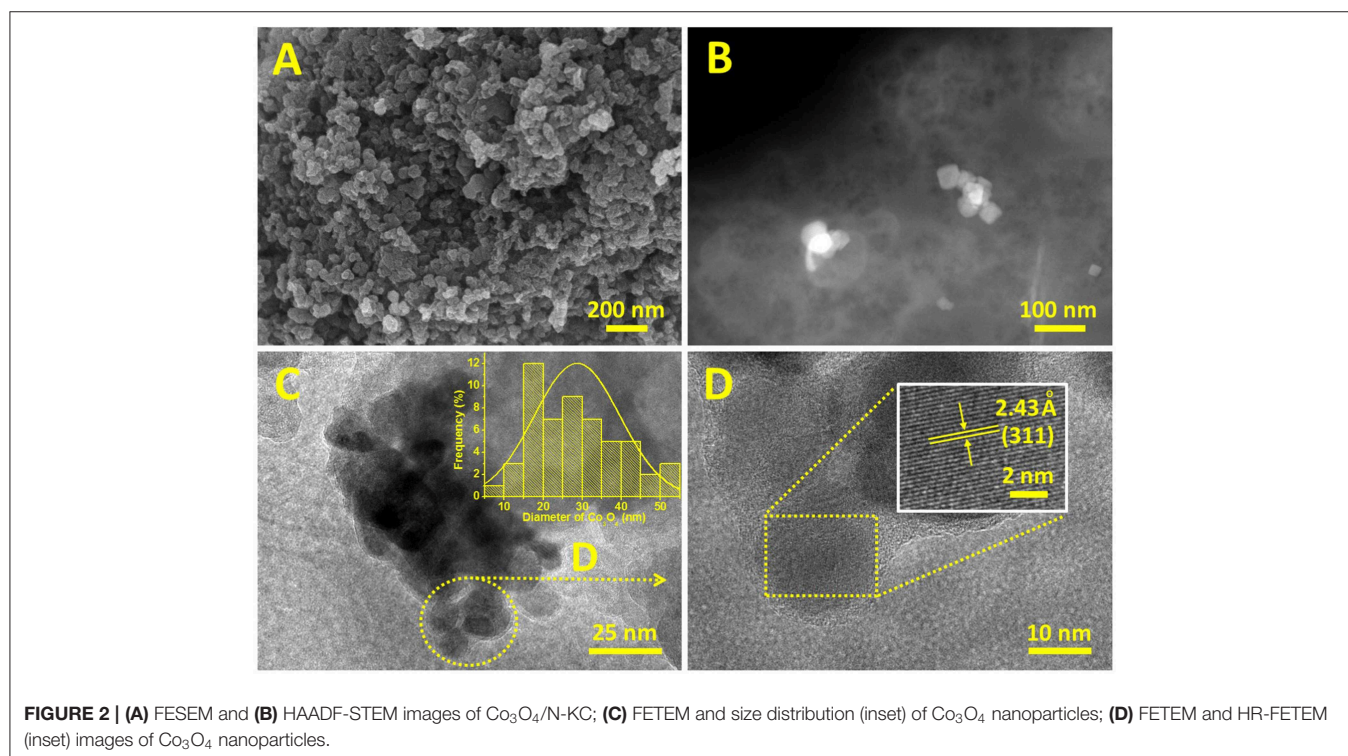 A
200 nm
B
100 nm
C
12
10
8
6
4
2
0
Frequency (%)
10 20 30 40 50
Diameter of Co3O4 (nm)
D
25 nm
D
2.43Å
(311)
2 nm
10 nm
FIGURE 2 | (A) FESEM and (B) HAADF-STEM images of Co₃O₄/N-KC; (C) FETEM and size distribution (inset) of Co₃O₄ nanoparticles; (D) FETEM and HR-FETEM
(inset) images of Co₃O₄ nanoparticles.